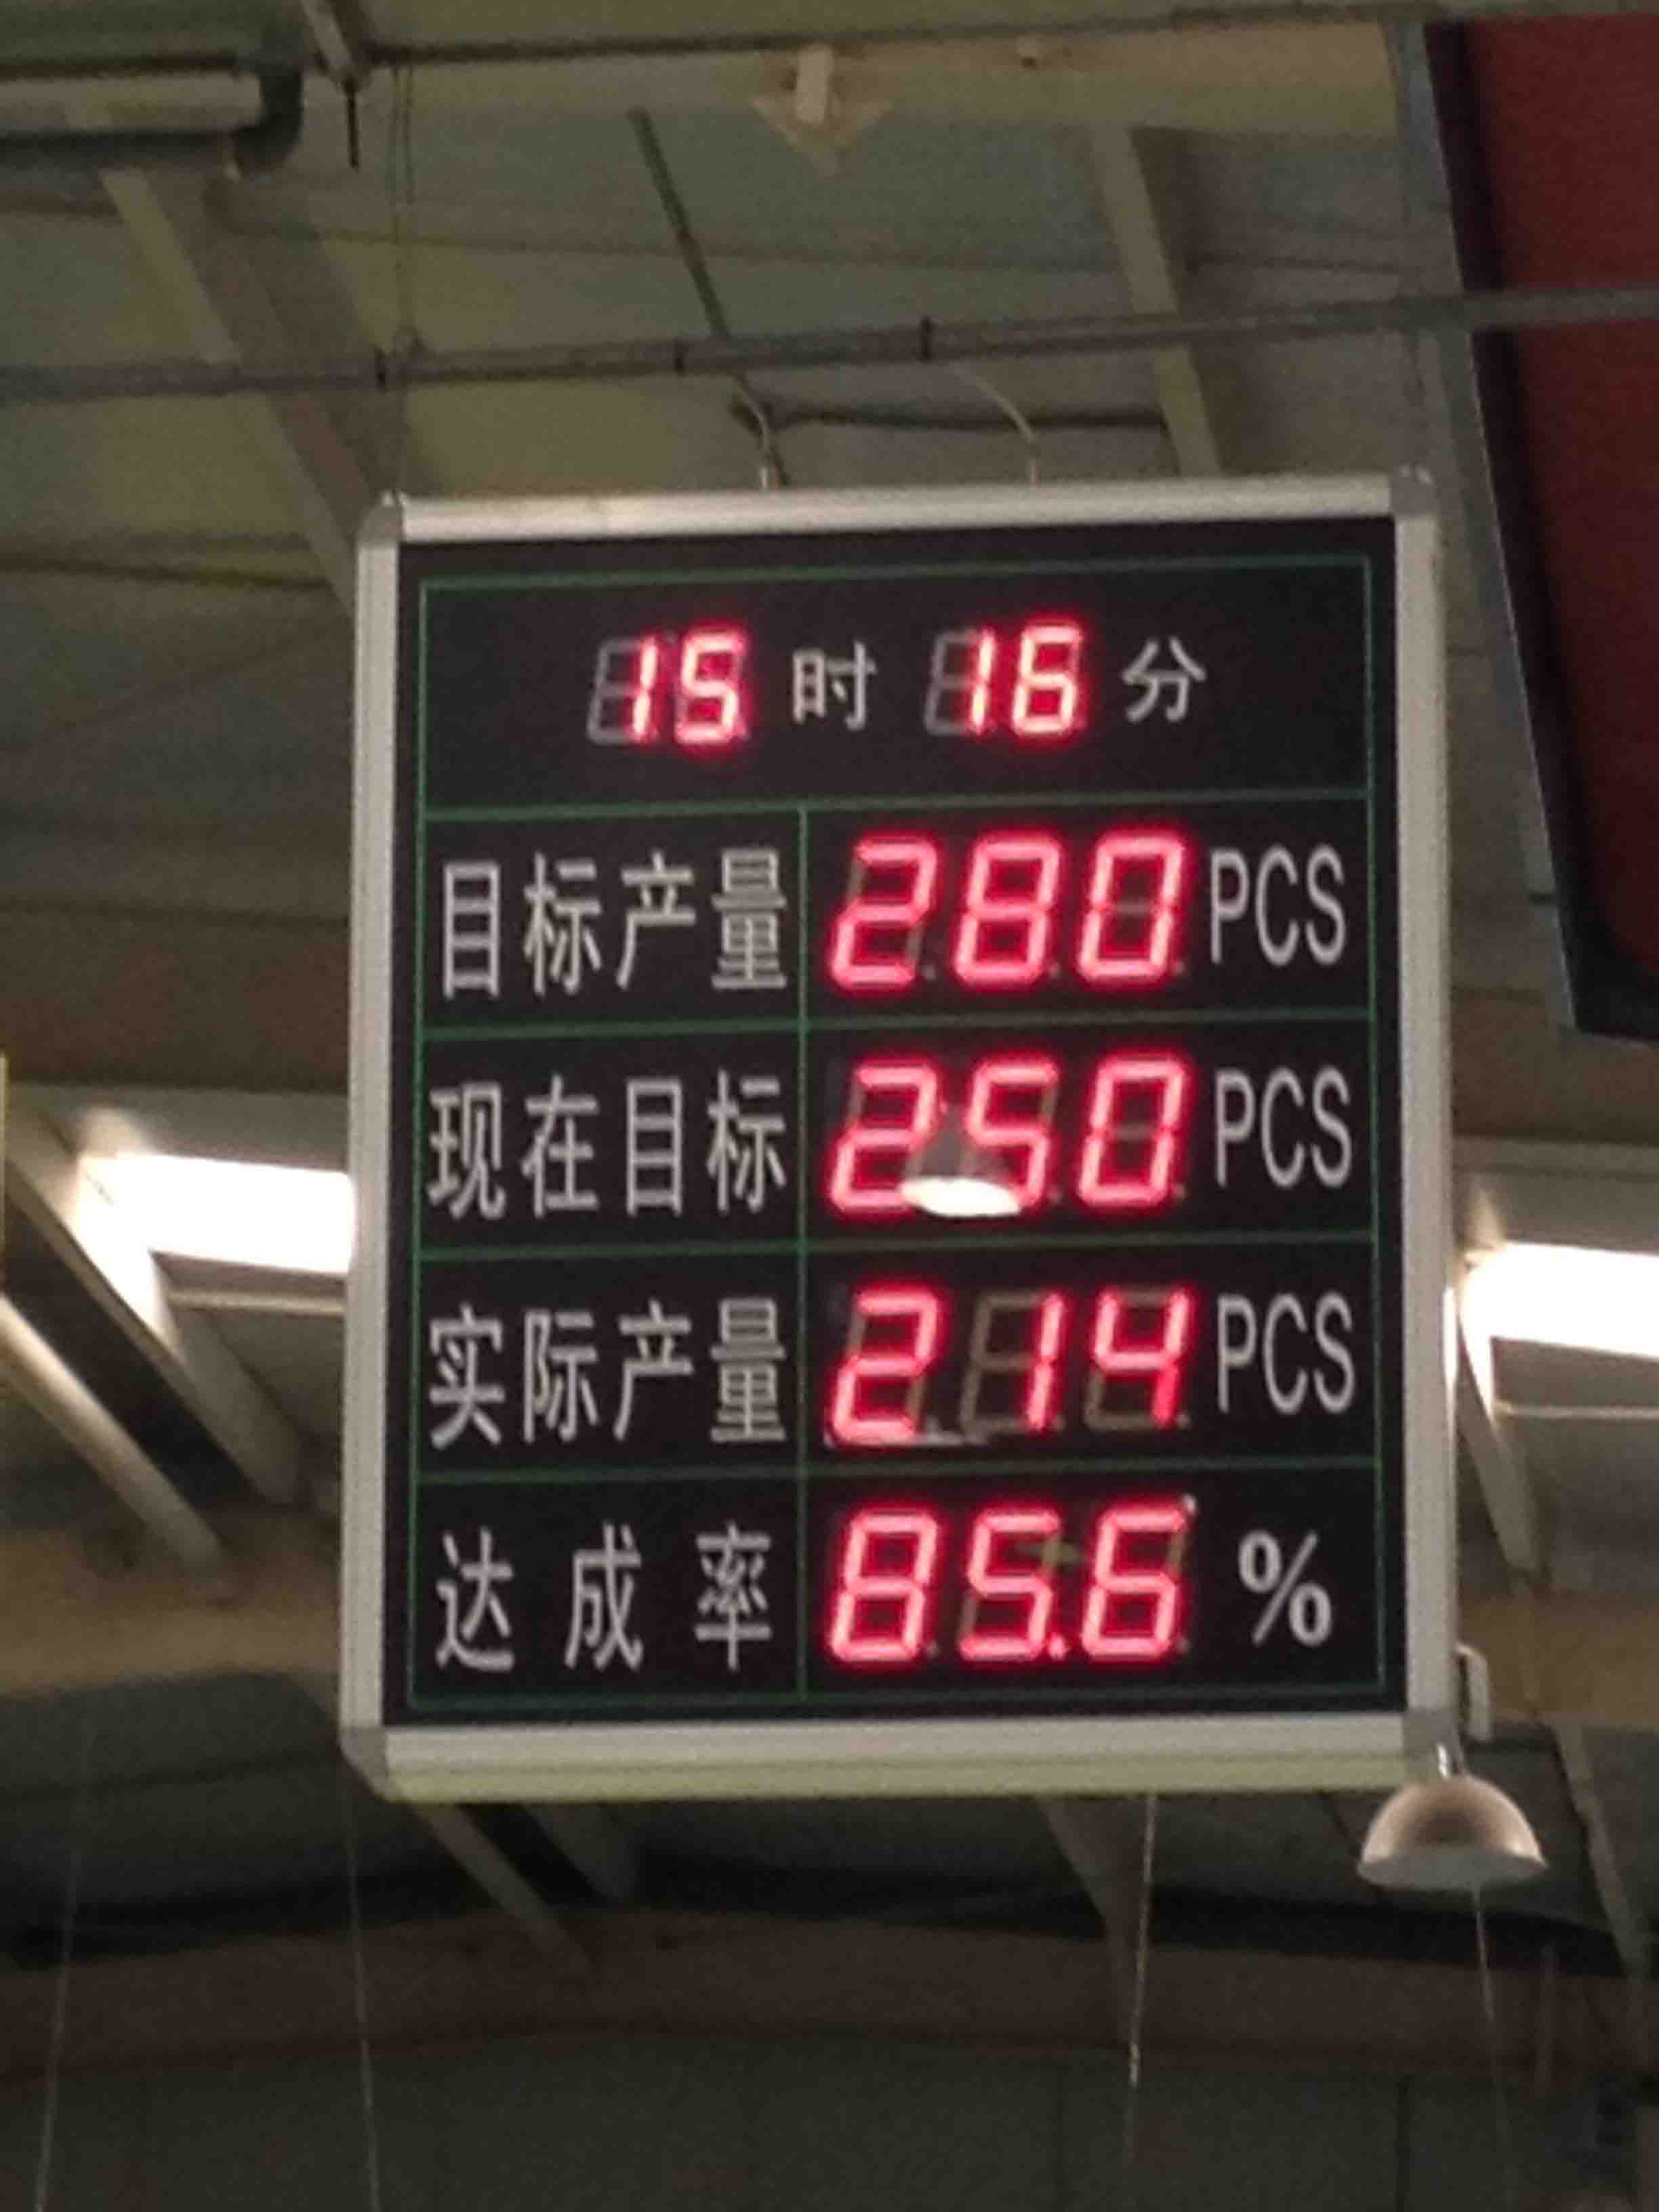 15 时 16 分
目标产量 280 PCS
现在目标 250 PCS
实际产量 214 PCS
达成率 85.6 %